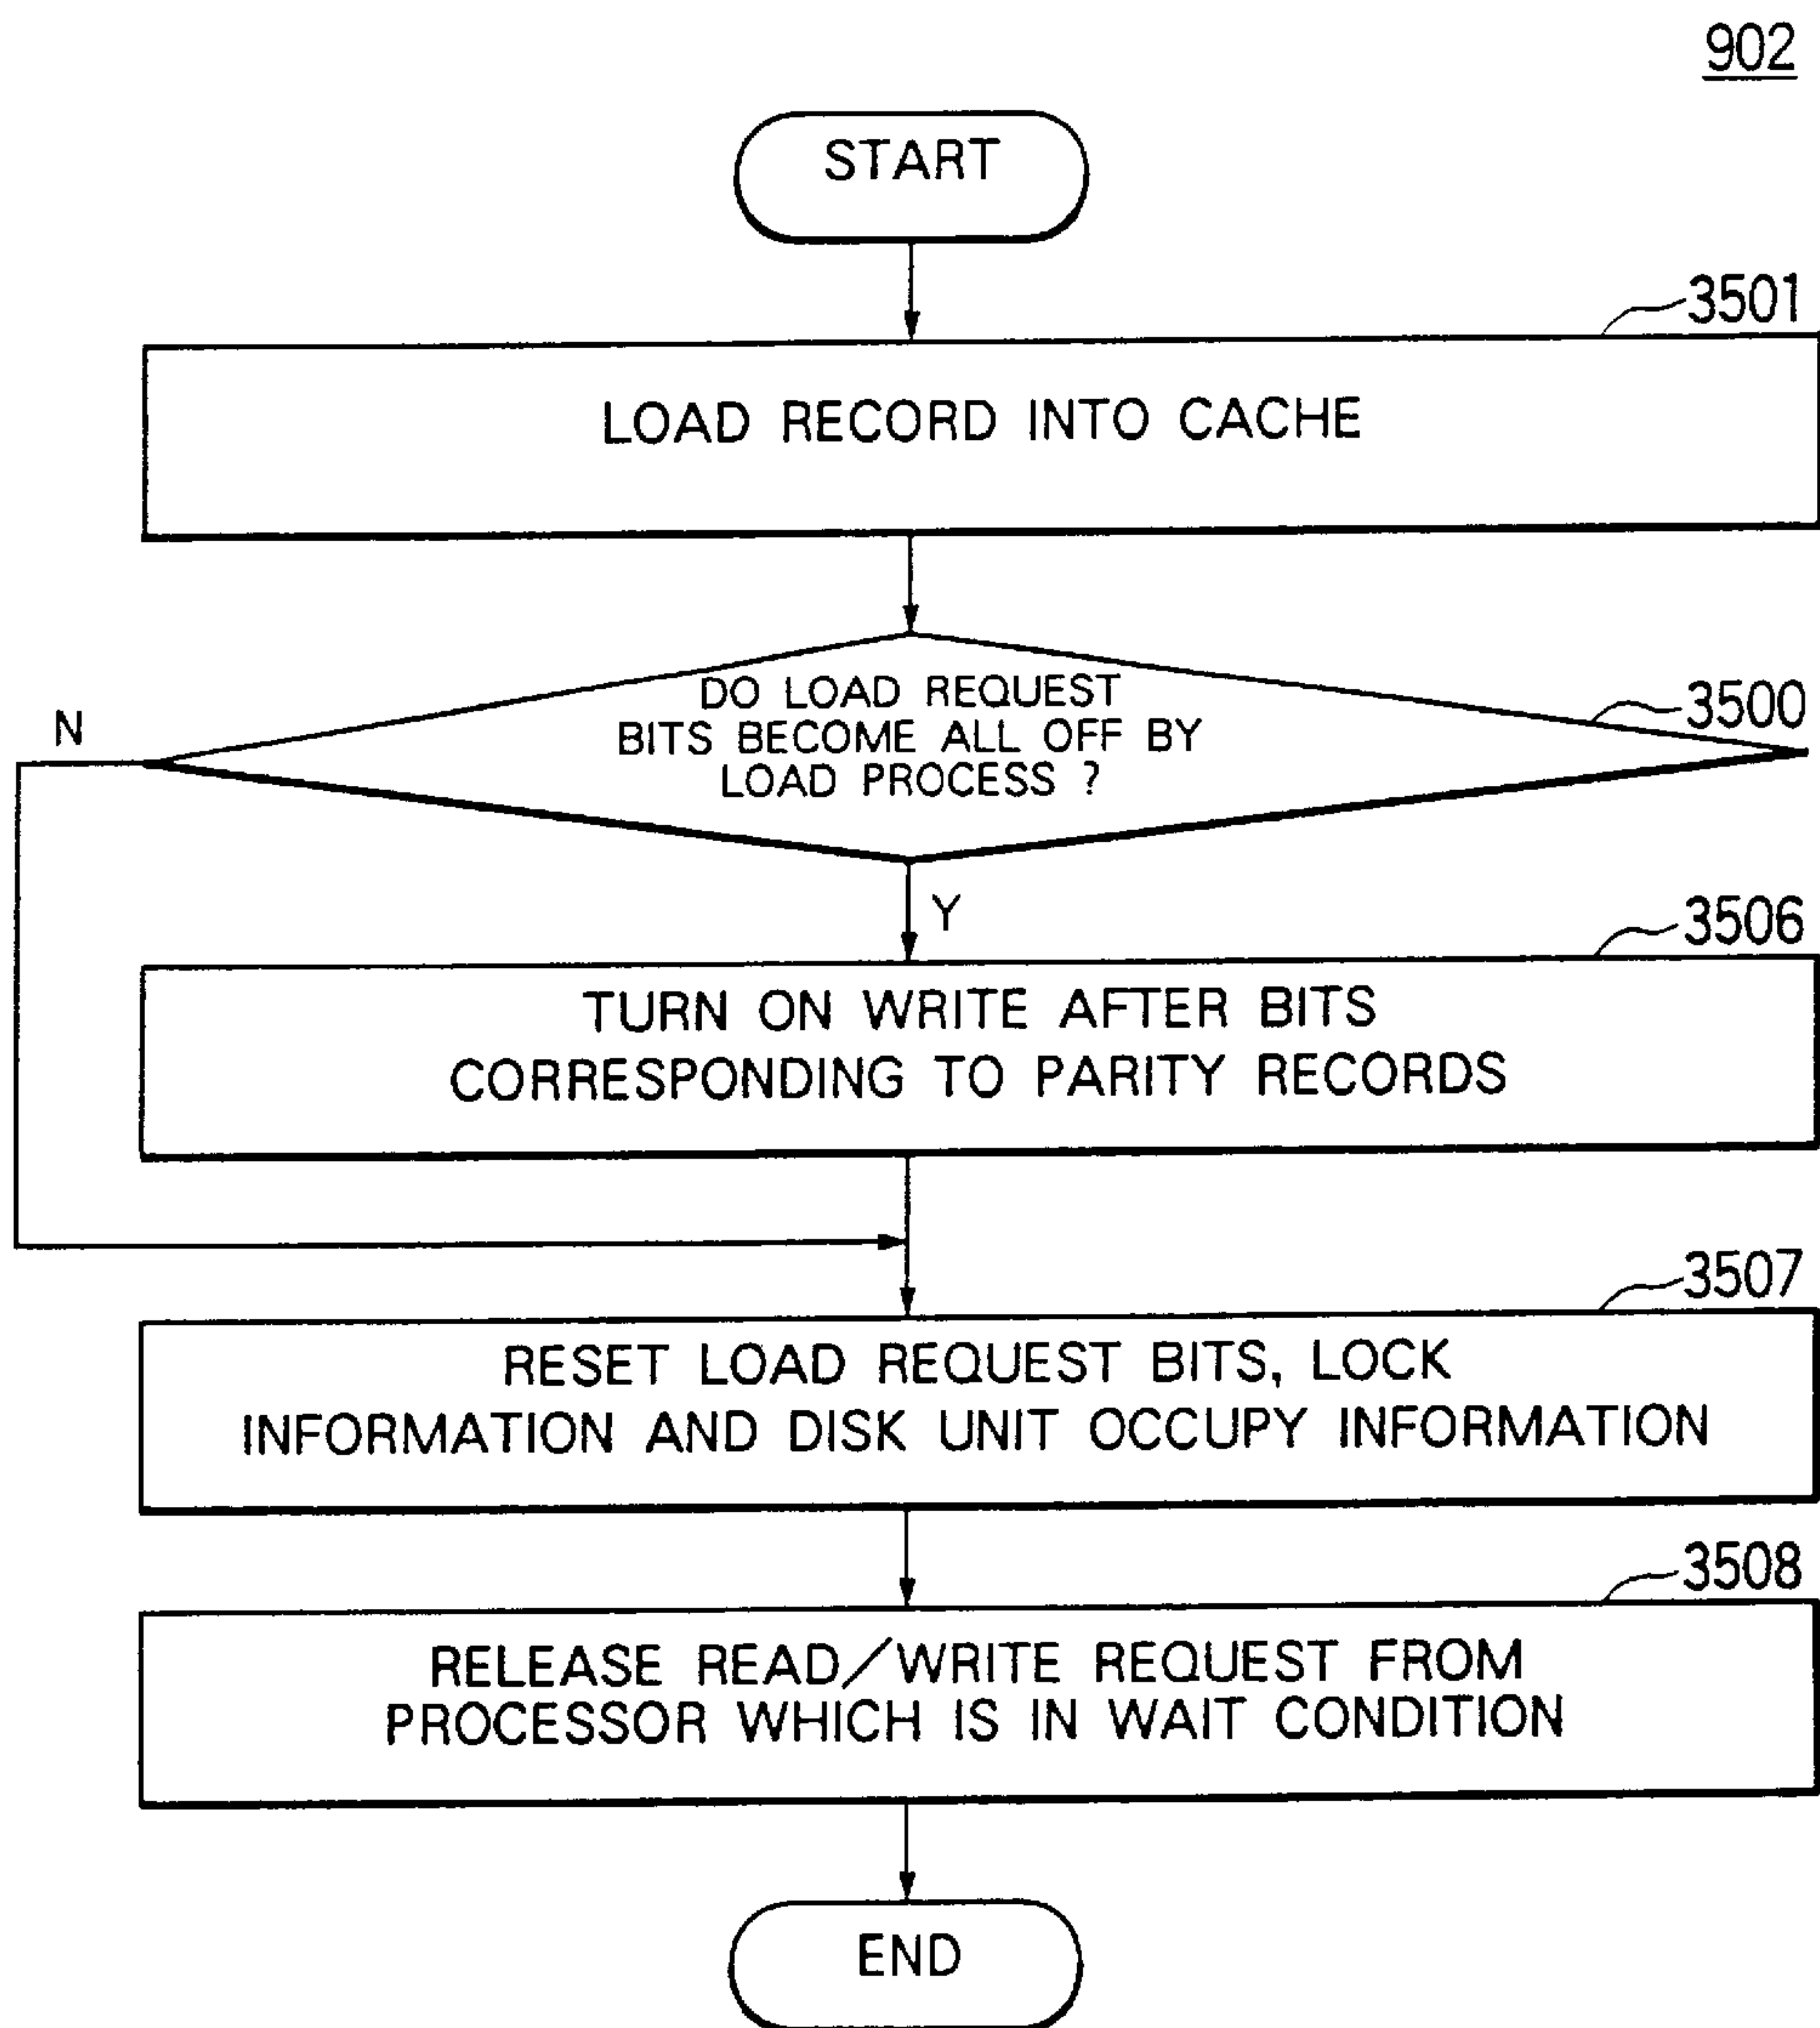 902
START
3501
LOAD RECORD INTO CACHE
3500
DO LOAD REQUEST
BITS BECOME ALL OFF BY
LOAD PROCESS ?
N
Y
3506
TURN ON WRITE AFTER BITS
CORRESPONDING TO PARITY RECORDS
3507
RESET LOAD REQUEST BITS, LOCK
INFORMATION AND DISK UNIT OCCUPY INFORMATION
3508
RELEASE READ/WRITE REQUEST FROM
PROCESSOR WHICH IS IN WAIT CONDITION
END